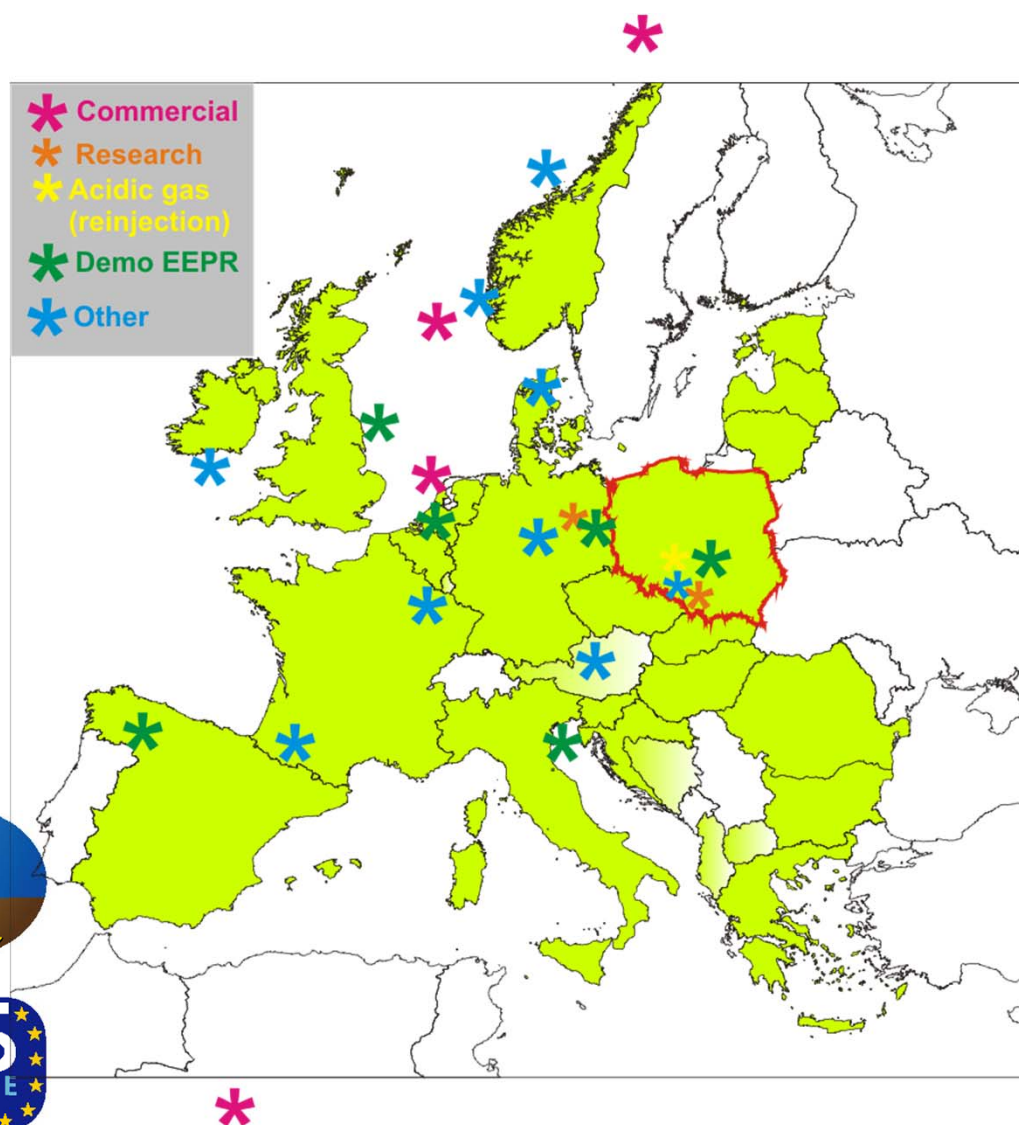 Commercial
Research
Acidic gas
(reinjection)
Demo EEPR
Other
E